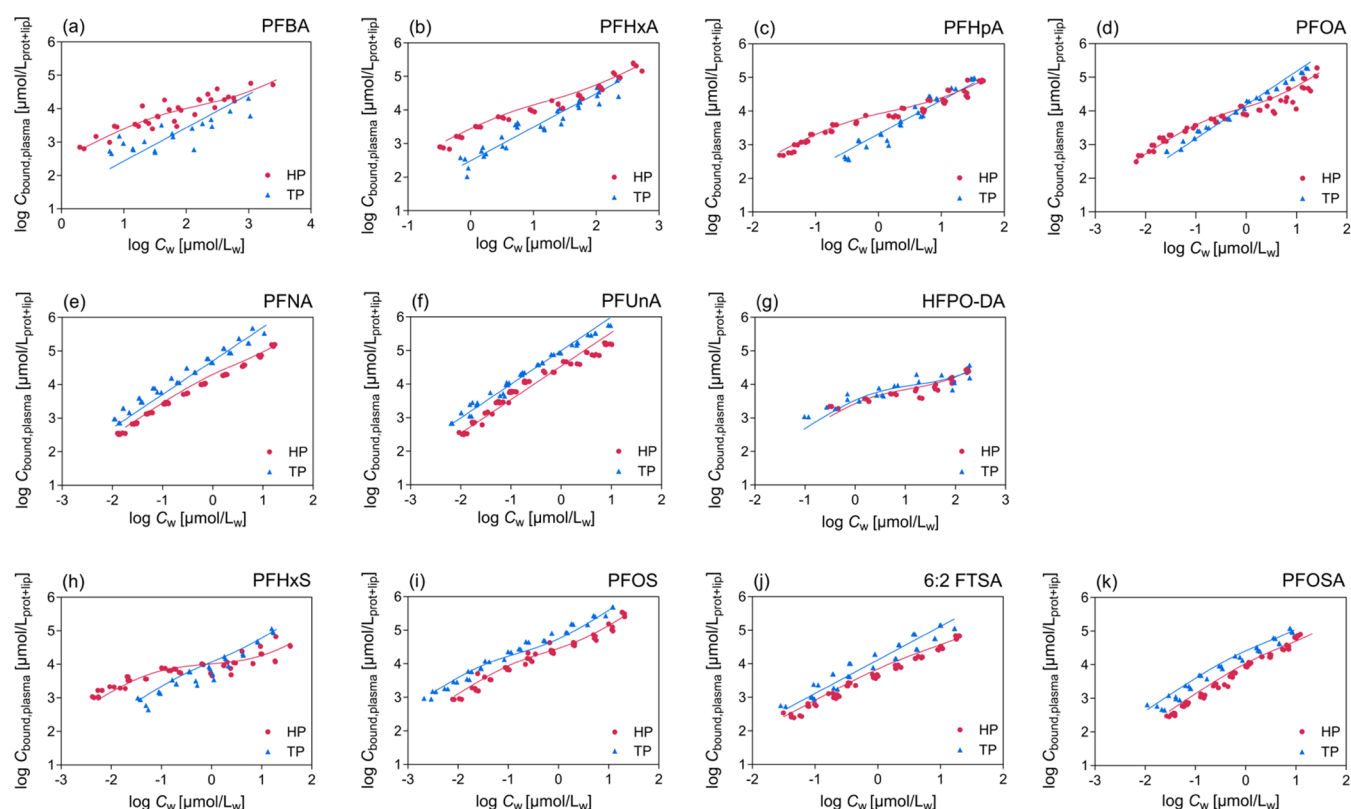 (a) PFBA
log Cbound,plasma [µmol/Lprot+lip]
6
5
4
3
2
1
0 1 2 3 4
log Cw [µmol/Lw]
HP
TP
(b) PFHxA
log Cbound,plasma [µmol/Lprot+lip]
6
5
4
3
2
1
-1 0 1 2 3
log Cw [µmol/Lw]
HP
TP
(c) PFHpA
log Cbound,plasma [µmol/Lprot+lip]
6
5
4
3
2
1
-2 -1 0 1 2
log Cw [µmol/Lw]
HP
TP
(d) PFOA
log Cbound,plasma [µmol/Lprot+lip]
6
5
4
3
2
1
-3 -2 -1 0 1 2
log Cw [µmol/Lw]
HP
TP
(e) PFNA
log Cbound,plasma [µmol/Lprot+lip]
6
5
4
3
2
1
-3 -2 -1 0 1 2
log Cw [µmol/Lw]
HP
TP
(f) PFUnA
log Cbound,plasma [µmol/Lprot+lip]
6
5
4
3
2
1
-3 -2 -1 0 1 2
log Cw [µmol/Lw]
HP
TP
(g) HFPO-DA
log Cbound,plasma [µmol/Lprot+lip]
6
5
4
3
2
1
-2 -1 0 1 2 3
log Cw [µmol/Lw]
HP
TP
(h) PFHxS
log Cbound,plasma [µmol/Lprot+lip]
6
5
4
3
2
1
-3 -2 -1 0 1 2
log Cw [µmol/Lw]
HP
TP
(i) PFOS
log Cbound,plasma [µmol/Lprot+lip]
6
5
4
3
2
1
-3 -2 -1 0 1 2
log Cw [µmol/Lw]
HP
TP
(j) 6:2 FTSA
log Cbound,plasma [µmol/Lprot+lip]
6
5
4
3
2
1
-2 -1 0 1 2
log Cw [µmol/Lw]
HP
TP
(k) PFOSA
log Cbound,plasma [µmol/Lprot+lip]
6
5
4
3
2
1
-3 -2 -1 0 1 2
log Cw [µmol/Lw]
HP
TP